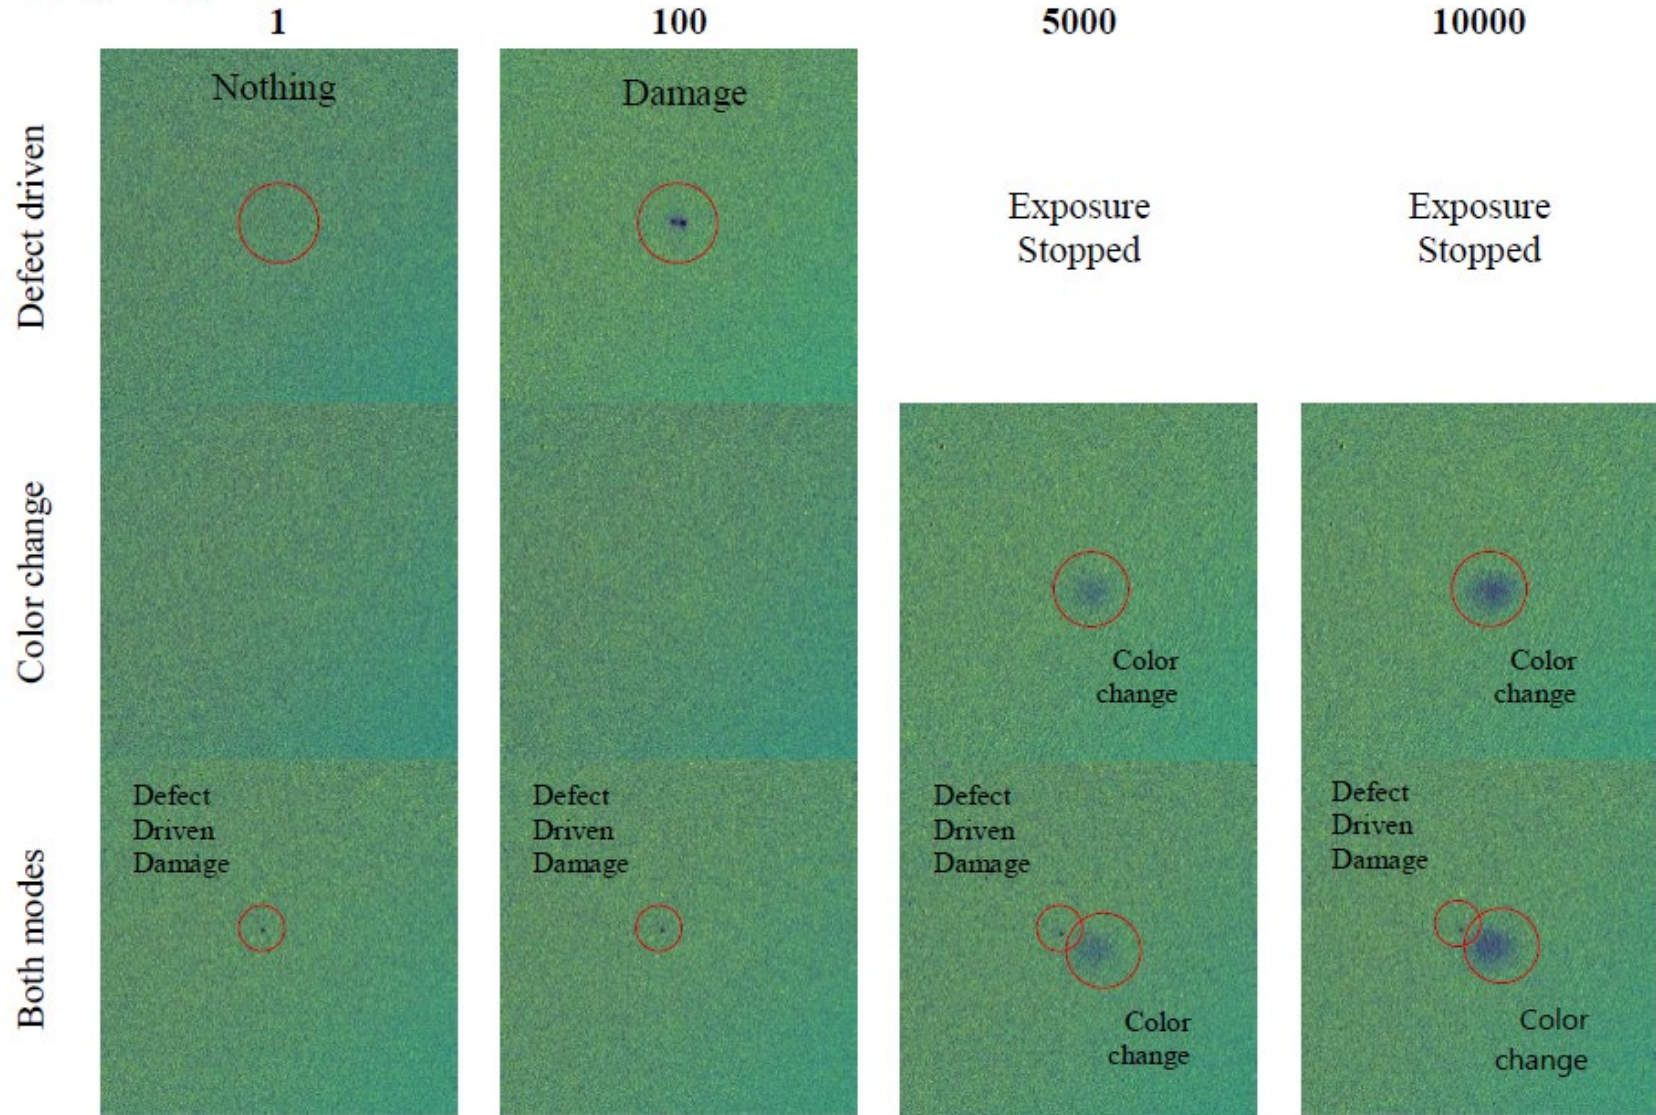 1
100
5000
10000
Defect driven
Nothing
Damage
Exposure
Stopped
Exposure
Stopped
Color change
Color
change
Color
change
Both modes
Defect
Driven
Damage
Defect
Driven
Damage
Defect
Driven
Damage
Color
change
Defect
Driven
Damage
Color
change